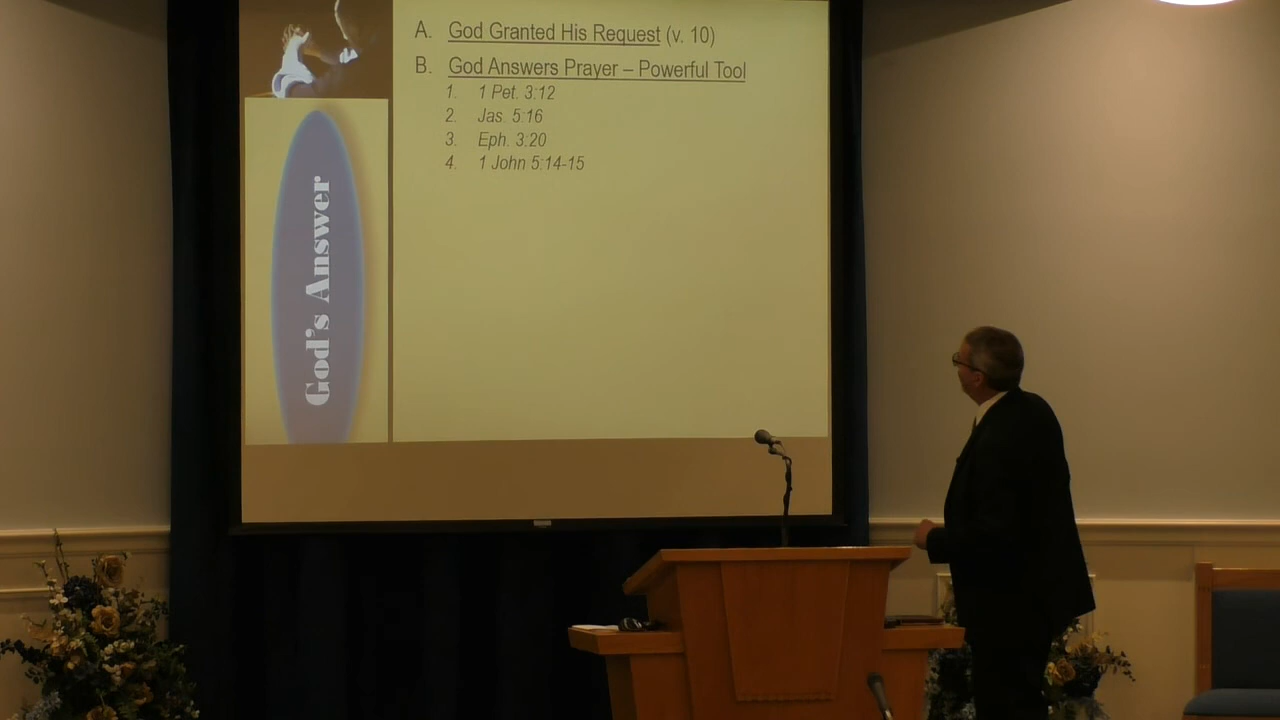 A. God Granted His Request (v. 10)
B. God Answers Prayer – Powerful Tool
1. 1 Pet. 3:12
2. Jas. 5:16
3. Eph. 3:20
4. 1 John 5:14-15
God's Answer